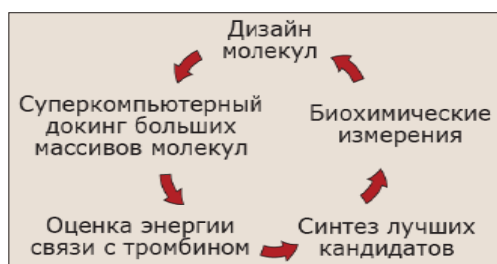 Дизайн
молекул
Суперкомпьютерный
докинг больших
массивов молекул
Оценка энергии
связи с тромбином
Синтез лучших
кандидатов
Биохимические
измерения